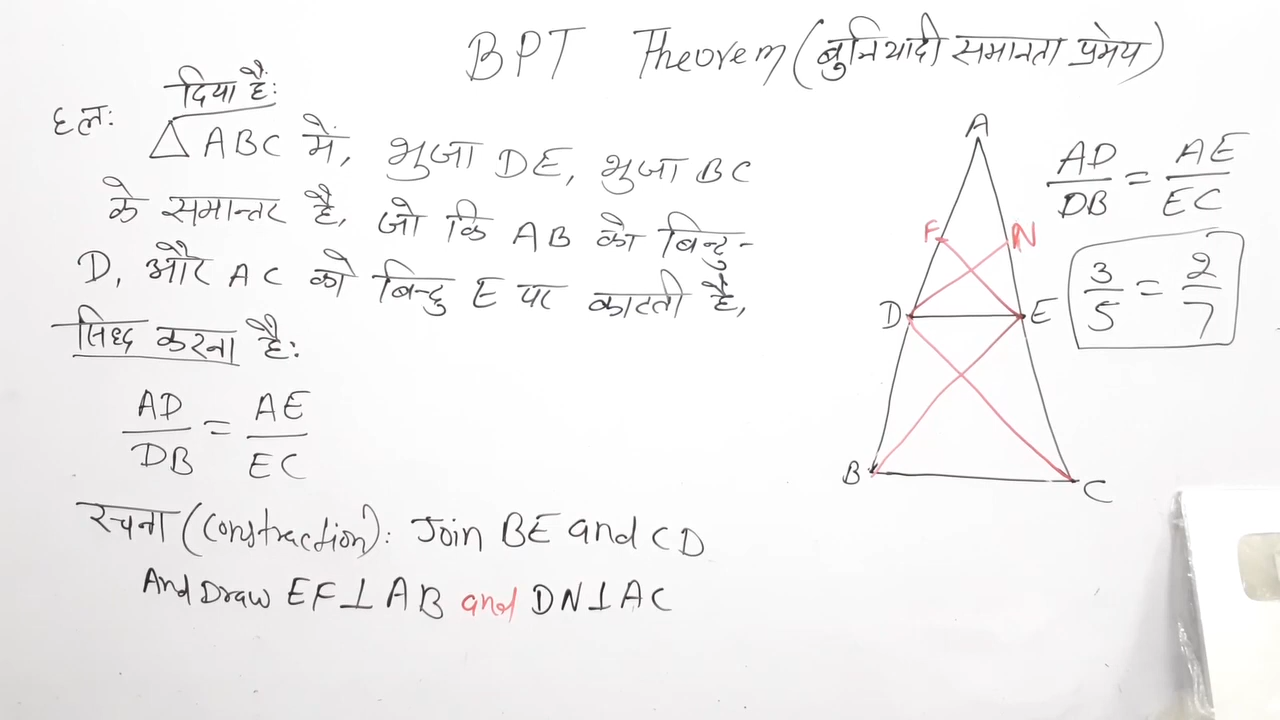 BPT Theorem (बुनियादी समानता प्रमेय)
दिया है:
हल:
△ABC में, भुजा DE, भुजा BC
के समान्तर है, जो कि AB को बिन्दु-
D, और AC को बिन्दु E पर काटती है,
सिध्द करना है:
AD/DB = AE/EC
रचना (Constraction): Join BE and CD
And Draw EF⊥AB and DN⊥AC
A
F N
D E
B C
AD/DB = AE/EC
3/5 = 2/7